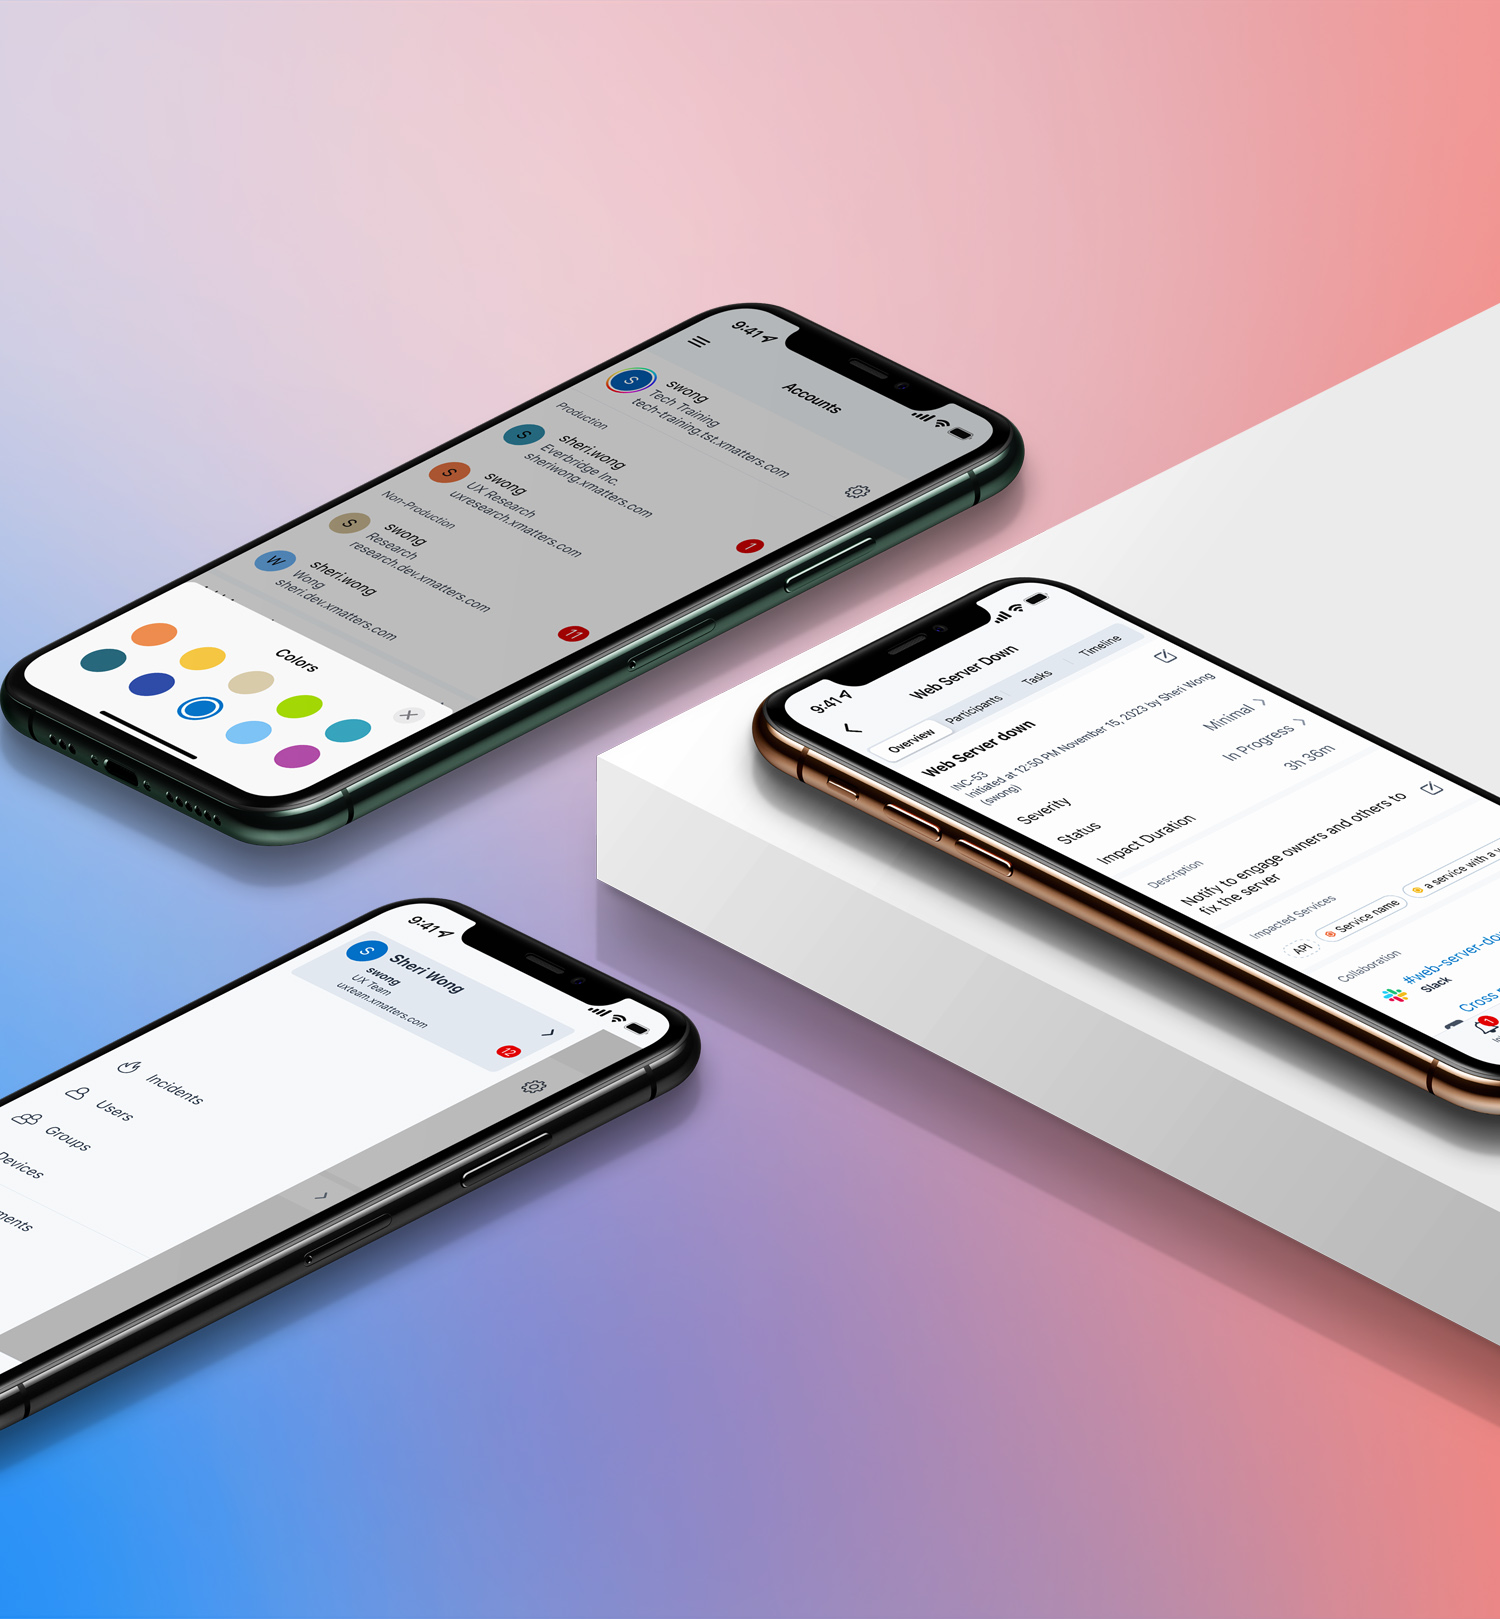 9:41
Accounts
S
swong
Tech Training
tech-training.tst.xmatters.com
Production
S
sheri.wong
Everbridge Inc.
sheriwong.xmatters.com
1
S
swong
UX Research
uxresearch.xmatters.com
Non-Production
S
swong
Research
research.dev.xmatters.com
11
W
sheri.wong
Wong
sheri.dev.xmatters.com
Colors
9:41
Web Server Down
Overview
Participants
Tasks
Timeline
Web Server down
INC-53
Initiated at 12:50 PM November 15, 2023 by Sheri Wong
(swong)
Severity
Minimal
Status
In Progress
Impact Duration
3h 36m
Description
Notify to engage owners and others to
fix the server
Impacted Services
API
Service name
a service with a
Collaboration
#web-server-do
Slack
Cross
1
9:41
S
Sheri Wong
swong
UX Team
uxteam.xmatters.com
12
Incidents
Users
Groups
Devices
ments